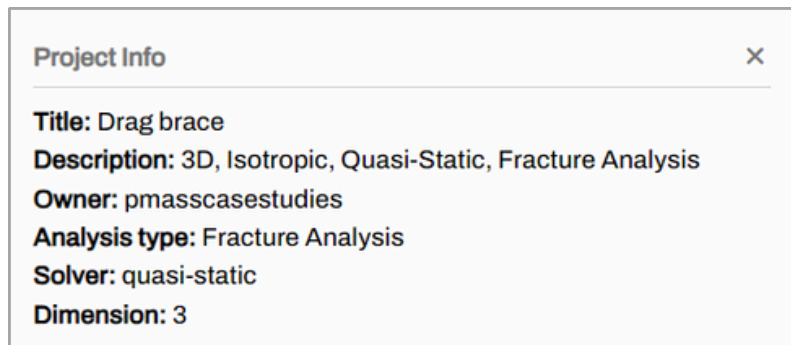 Project Info
Title: Drag brace
Description: 3D, Isotropic, Quasi-Static, Fracture Analysis
Owner: pmasscasestudies
Analysis type: Fracture Analysis
Solver: quasi-static
Dimension: 3